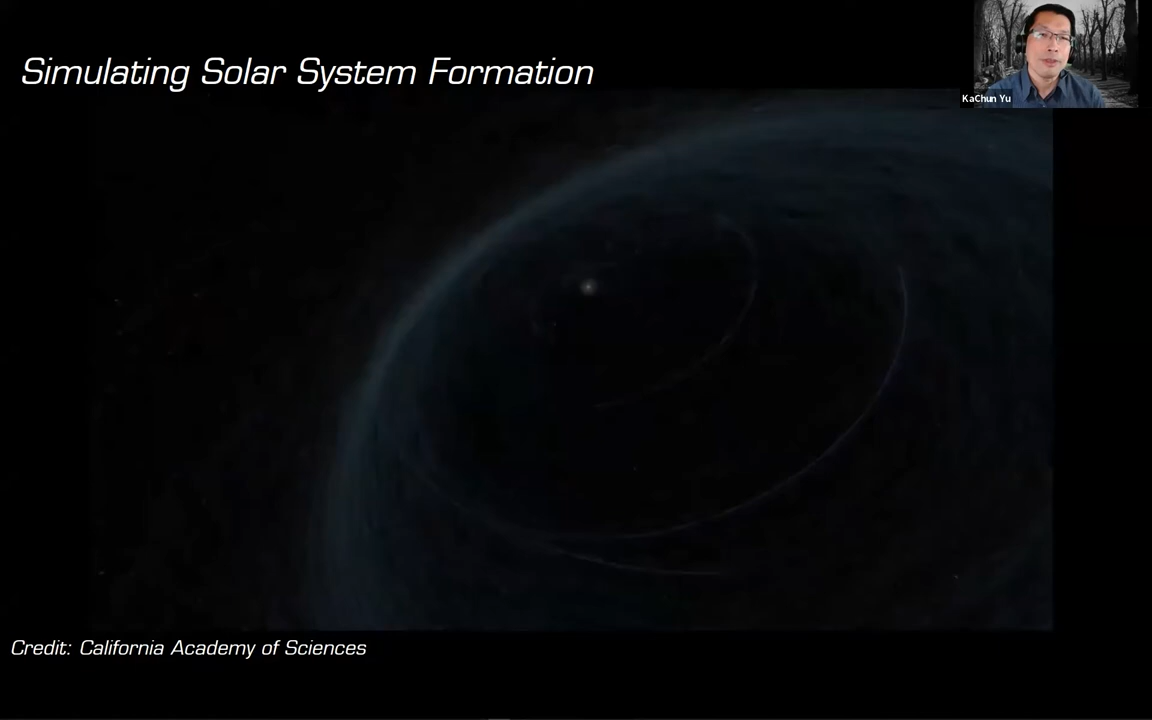 Simulating Solar System Formation
KaChun Yu
Credit: California Academy of Sciences